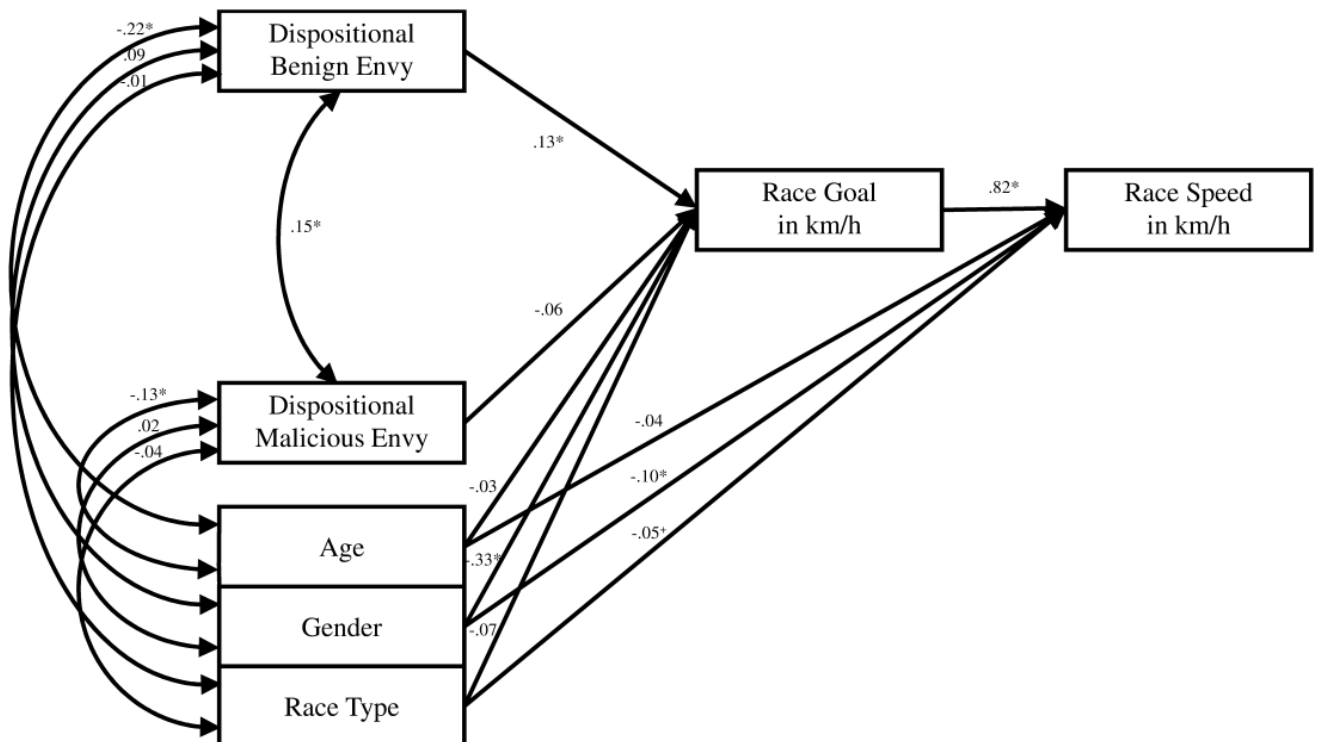 -.22*
.09
-.01
Dispositional
Benign Envy
.13*
.15*
Race Goal
in km/h
.82*
Race Speed
in km/h
-.06
-.13*
.02
-.04
Dispositional
Malicious Envy
-.04
-.10*
-.05⁺
-.03
Age
-.33*
Gender
-.07
Race Type